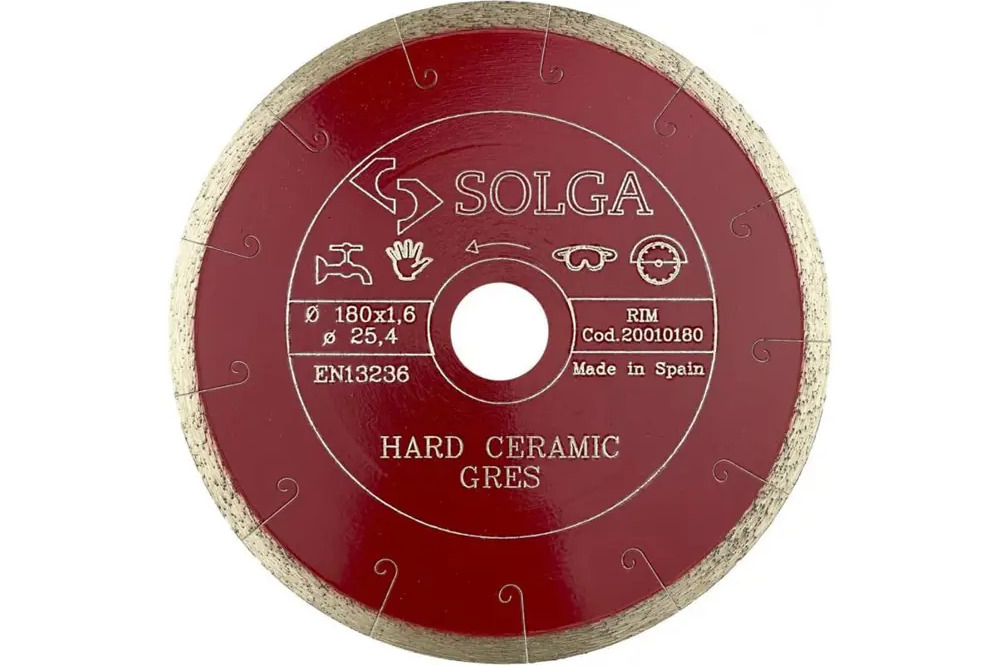 SOLGA
Ø 180x1,6
ø 25,4
EN13236
RIM
Cod.20010180
Made in Spain
HARD CERAMIC
GRES